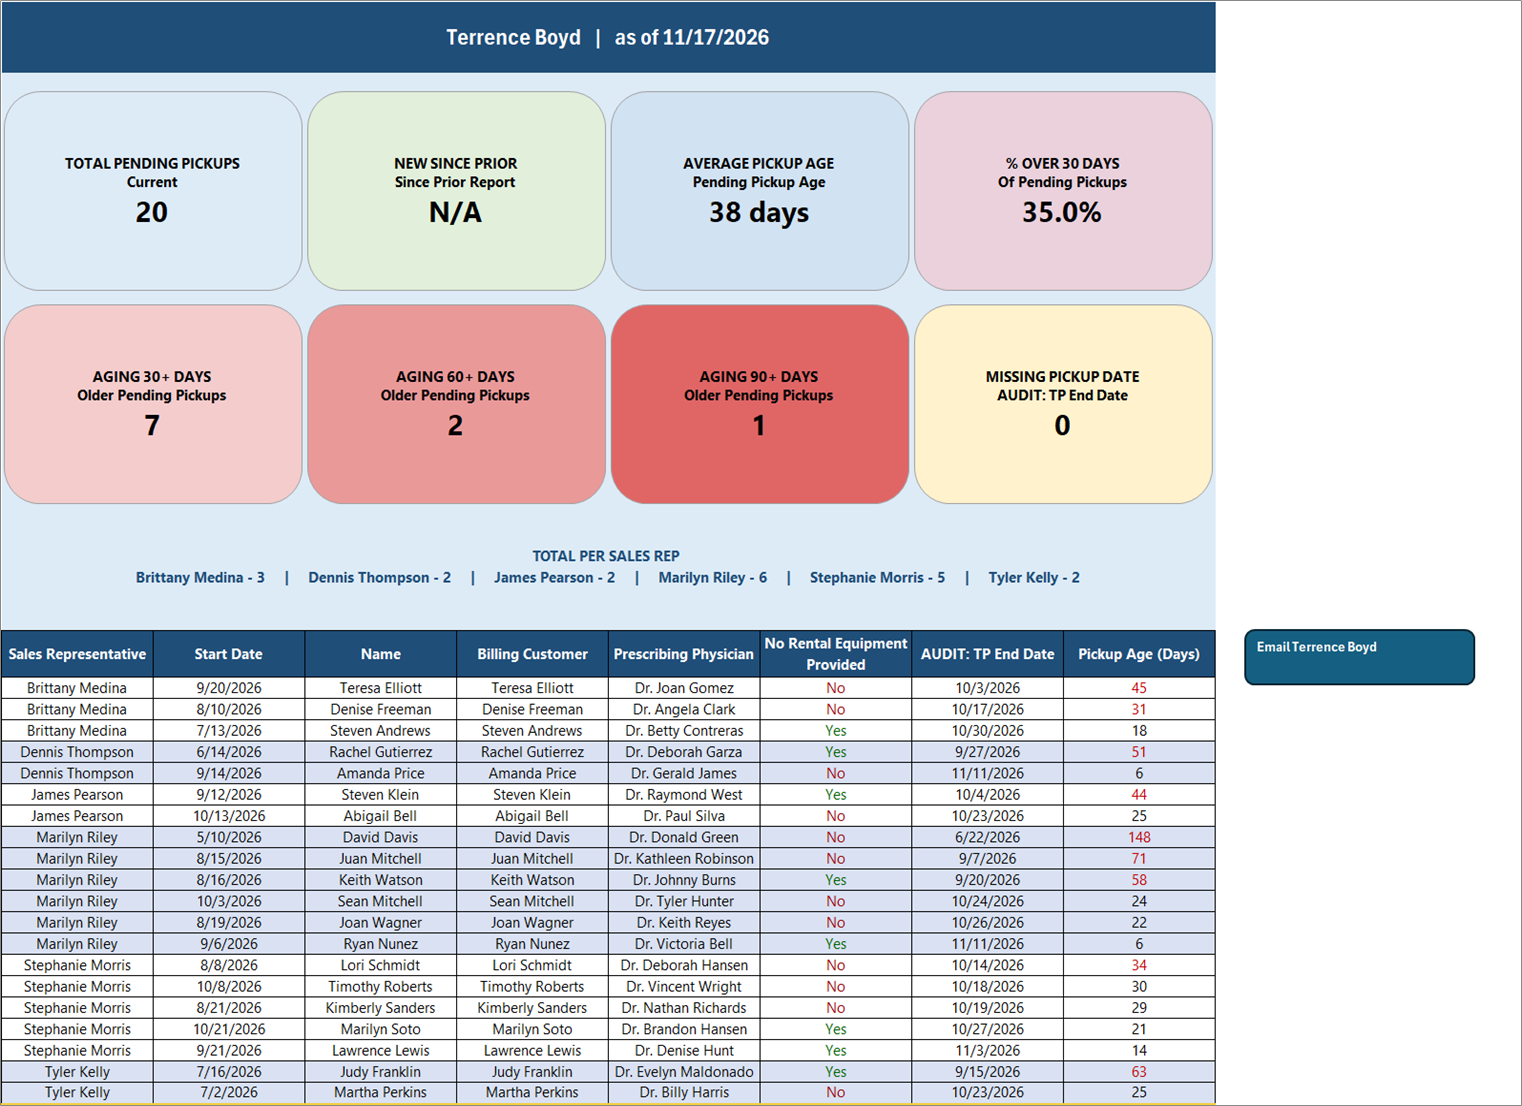 Terrence Boyd | as of 11/17/2026
TOTAL PENDING PICKUPS
Current
20
NEW SINCE PRIOR
Since Prior Report
N/A
AVERAGE PICKUP AGE
Pending Pickup Age
38 days
% OVER 30 DAYS
Of Pending Pickups
35.0%
AGING 30+ DAYS
Older Pending Pickups
7
AGING 60+ DAYS
Older Pending Pickups
2
AGING 90+ DAYS
Older Pending Pickups
1
MISSING PICKUP DATE
AUDIT: TP End Date
0
TOTAL PER SALES REP
Brittany Medina - 3 | Dennis Thompson - 2 | James Pearson - 2 | Marilyn Riley - 6 | Stephanie Morris - 5 | Tyler Kelly - 2
Sales Representative Start Date Name Billing Customer Prescribing Physician No Rental Equipment Provided AUDIT: TP End Date Pickup Age (Days)
Brittany Medina 9/20/2026 Teresa Elliott Teresa Elliott Dr. Joan Gomez No 10/3/2026 45
Brittany Medina 8/10/2026 Denise Freeman Denise Freeman Dr. Angela Clark No 10/17/2026 31
Brittany Medina 7/13/2026 Steven Andrews Steven Andrews Dr. Betty Contreras Yes 10/30/2026 18
Dennis Thompson 6/14/2026 Rachel Gutierrez Rachel Gutierrez Dr. Deborah Garza Yes 9/27/2026 51
Dennis Thompson 9/14/2026 Amanda Price Amanda Price Dr. Gerald James No 11/11/2026 6
James Pearson 9/12/2026 Steven Klein Steven Klein Dr. Raymond West Yes 10/4/2026 44
James Pearson 10/13/2026 Abigail Bell Abigail Bell Dr. Paul Silva No 10/23/2026 25
Marilyn Riley 5/10/2026 David Davis David Davis Dr. Donald Green No 6/22/2026 148
Marilyn Riley 8/15/2026 Juan Mitchell Juan Mitchell Dr. Kathleen Robinson No 9/7/2026 71
Marilyn Riley 8/16/2026 Keith Watson Keith Watson Dr. Johnny Burns Yes 9/20/2026 58
Marilyn Riley 10/3/2026 Sean Mitchell Sean Mitchell Dr. Tyler Hunter No 10/24/2026 24
Marilyn Riley 8/19/2026 Joan Wagner Joan Wagner Dr. Keith Reyes No 10/26/2026 22
Marilyn Riley 9/6/2026 Ryan Nunez Ryan Nunez Dr. Victoria Bell Yes 11/11/2026 6
Stephanie Morris 8/8/2026 Lori Schmidt Lori Schmidt Dr. Deborah Hansen No 10/14/2026 34
Stephanie Morris 10/8/2026 Timothy Roberts Timothy Roberts Dr. Vincent Wright No 10/18/2026 30
Stephanie Morris 8/21/2026 Kimberly Sanders Kimberly Sanders Dr. Nathan Richards No 10/19/2026 29
Stephanie Morris 10/21/2026 Marilyn Soto Marilyn Soto Dr. Brandon Hansen Yes 10/27/2026 21
Stephanie Morris 9/21/2026 Lawrence Lewis Lawrence Lewis Dr. Denise Hunt Yes 11/3/2026 14
Tyler Kelly 7/16/2026 Judy Franklin Judy Franklin Dr. Evelyn Maldonado Yes 9/15/2026 63
Tyler Kelly 7/2/2026 Martha Perkins Martha Perkins Dr. Billy Harris No 10/23/2026 25
Email Terrence Boyd